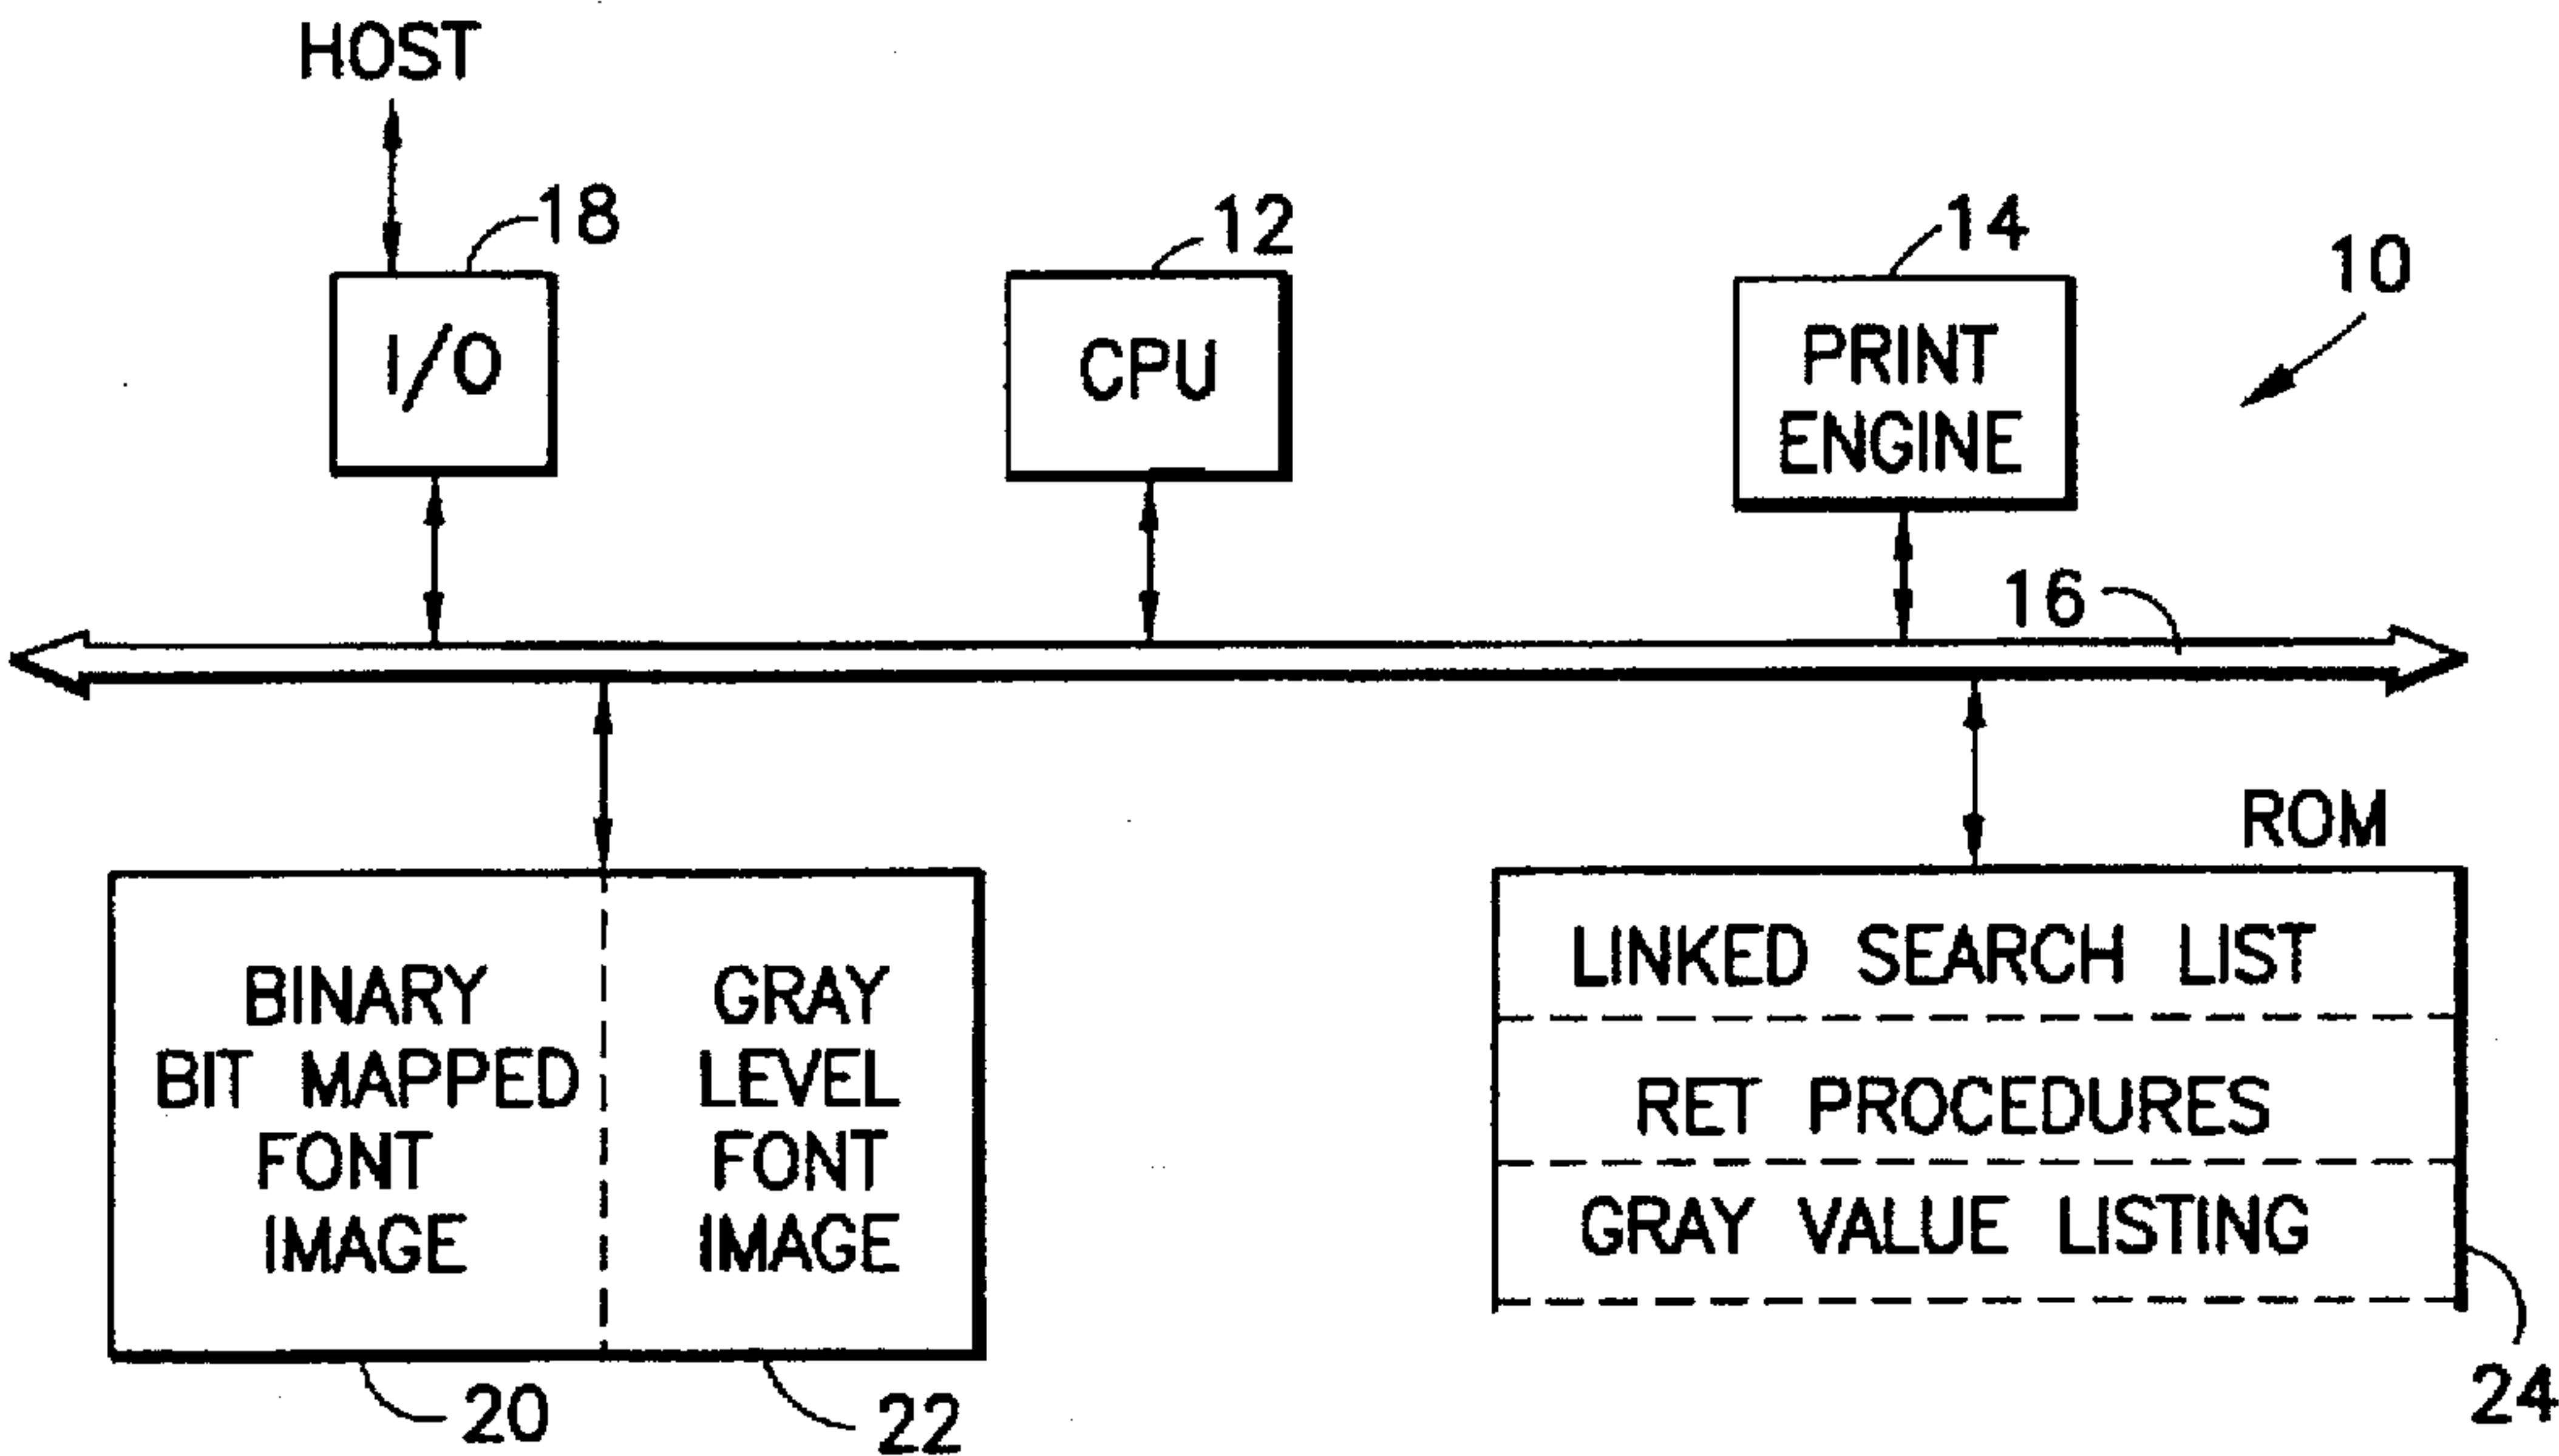 HOST
18
12
14
10
I/O
CPU
PRINT
ENGINE
16
ROM
BINARY
BIT MAPPED
FONT
IMAGE
GRAY
LEVEL
FONT
IMAGE
LINKED SEARCH LIST
RET PROCEDURES
GRAY VALUE LISTING
20
22
24